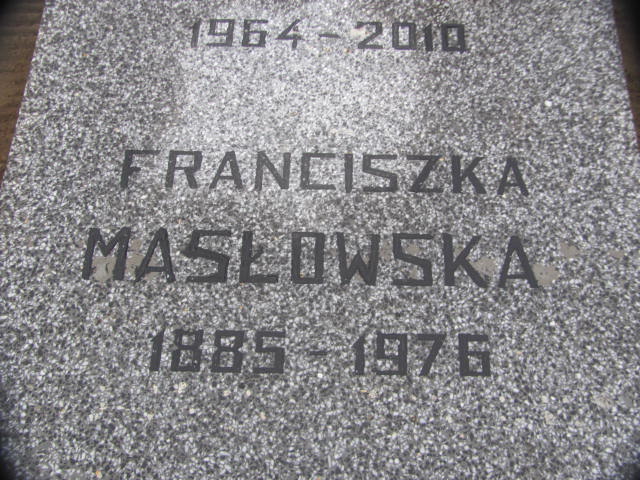 1964 - 2010
FRANCISZKA
MASŁOWSKA
1885 - 1976